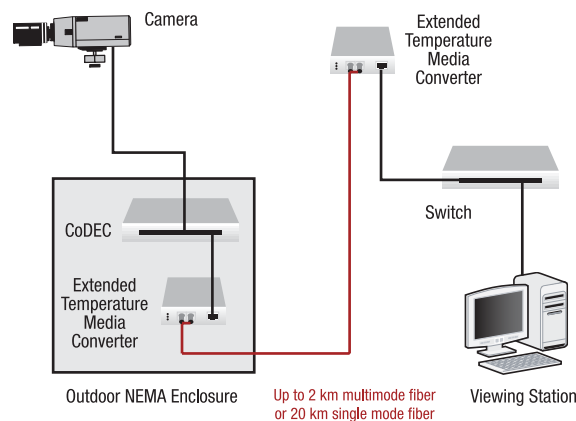 Camera
Extended
Temperature
Media
Converter
CoDEC
Switch
Extended
Temperature
Media
Converter
Outdoor NEMA Enclosure
Up to 2 km multimode fiber
or 20 km single mode fiber
Viewing Station